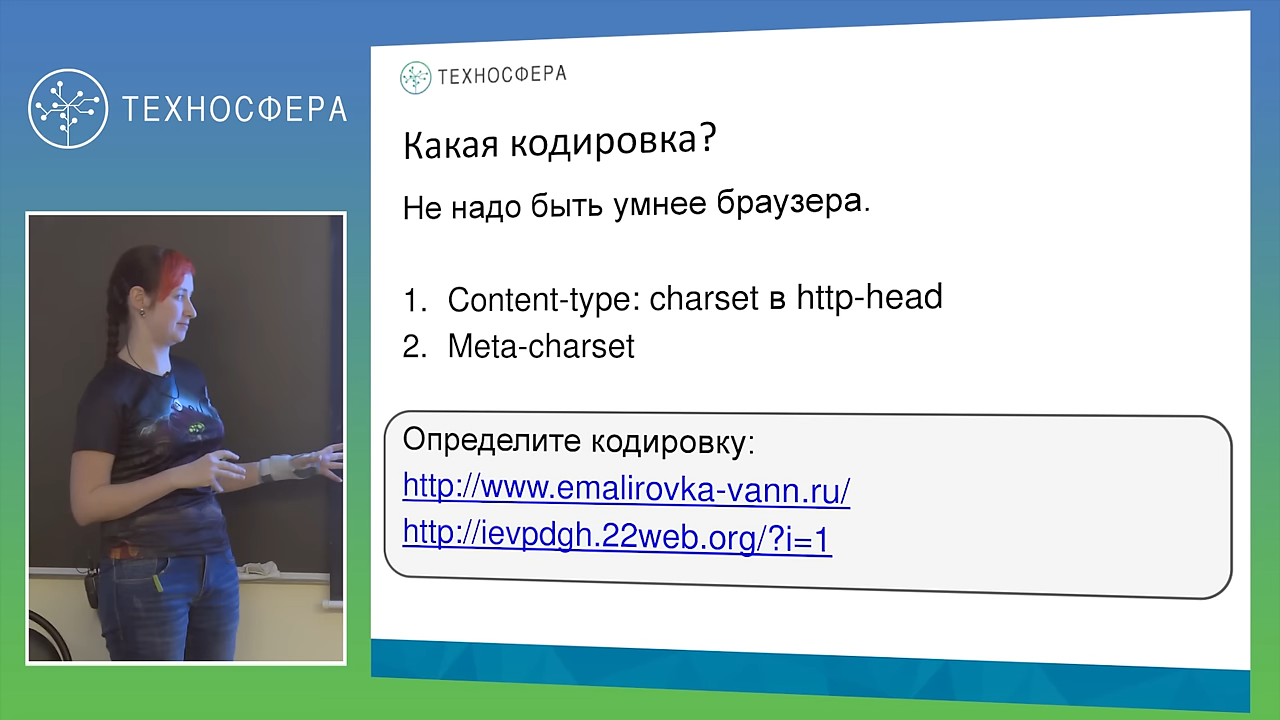 ТЕХНОСФЕРА
ТЕХНОСФЕРА
Какая кодировка?
Не надо быть умнее браузера.
1. Content-type: charset в http-head
2. Meta-charset
Определите кодировку:
http://www.emalirovka-vann.ru/
http://ievpdgh.22web.org/?i=1